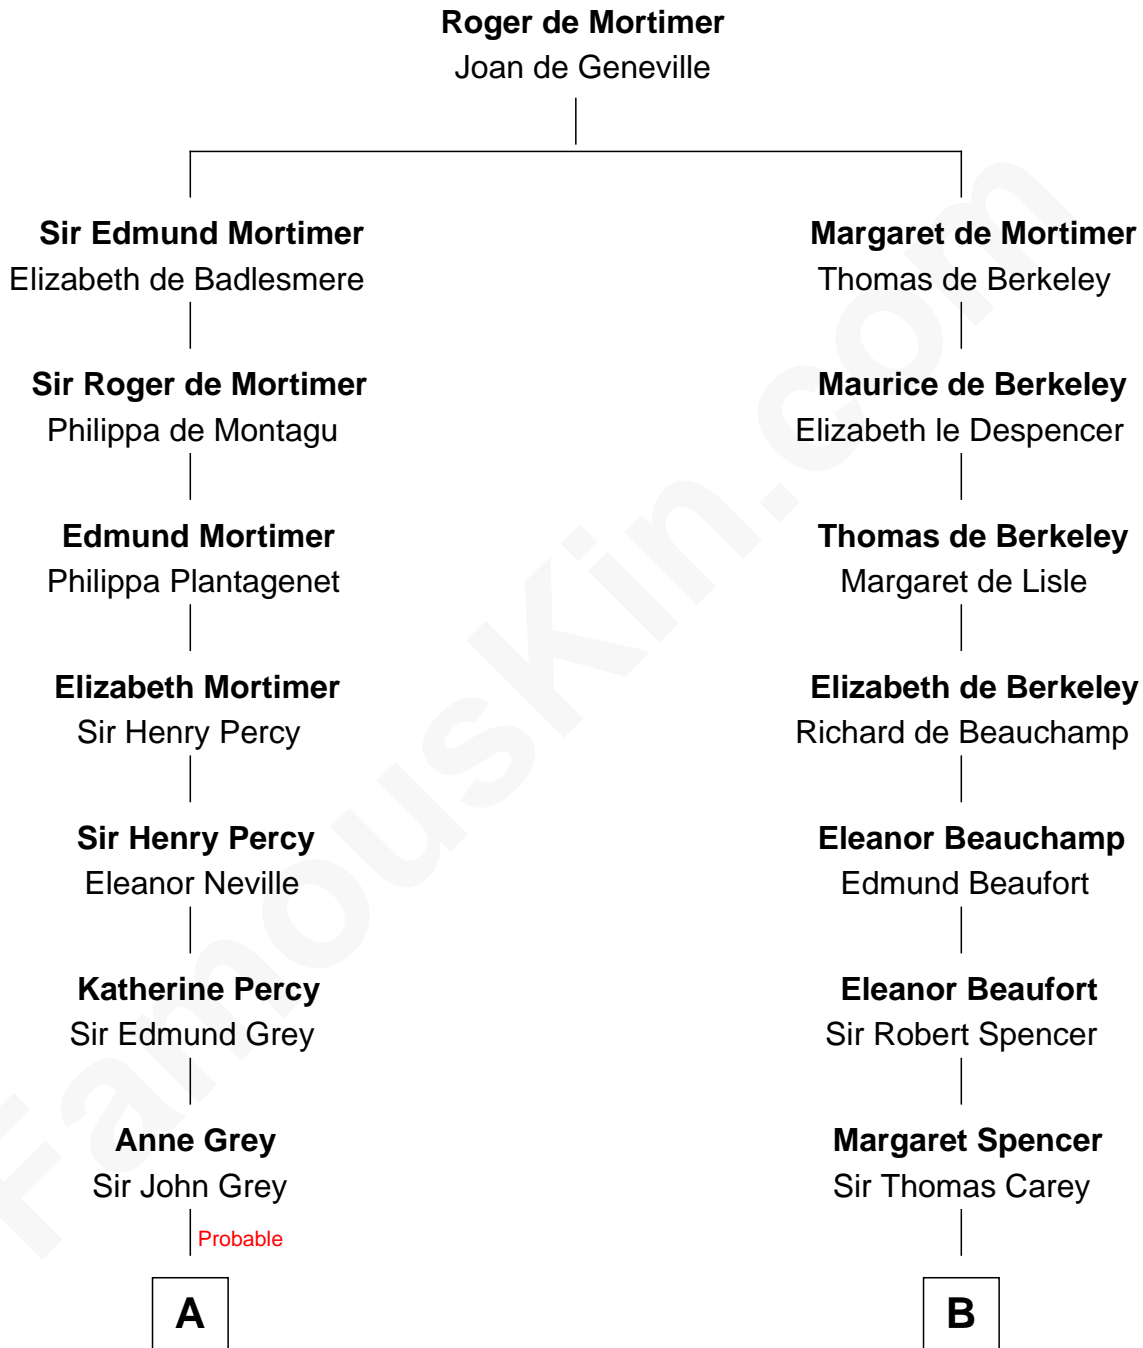 Roger de Mortimer
Joan de Geneville
Sir Edmund Mortimer
Elizabeth de Badlesmere
Margaret de Mortimer
Thomas de Berkeley
Sir Roger de Mortimer
Philippa de Montagu
Maurice de Berkeley
Elizabeth le Despencer
Edmund Mortimer
Philippa Plantagenet
Thomas de Berkeley
Margaret de Lisle
Elizabeth Mortimer
Sir Henry Percy
Elizabeth de Berkeley
Richard de Beauchamp
Sir Henry Percy
Eleanor Neville
Eleanor Beauchamp
Edmund Beaufort
Katherine Percy
Sir Edmund Grey
Eleanor Beaufort
Sir Robert Spencer
Anne Grey
Sir John Grey
Margaret Spencer
Sir Thomas Carey
Probable
A
B
FamousKin.com